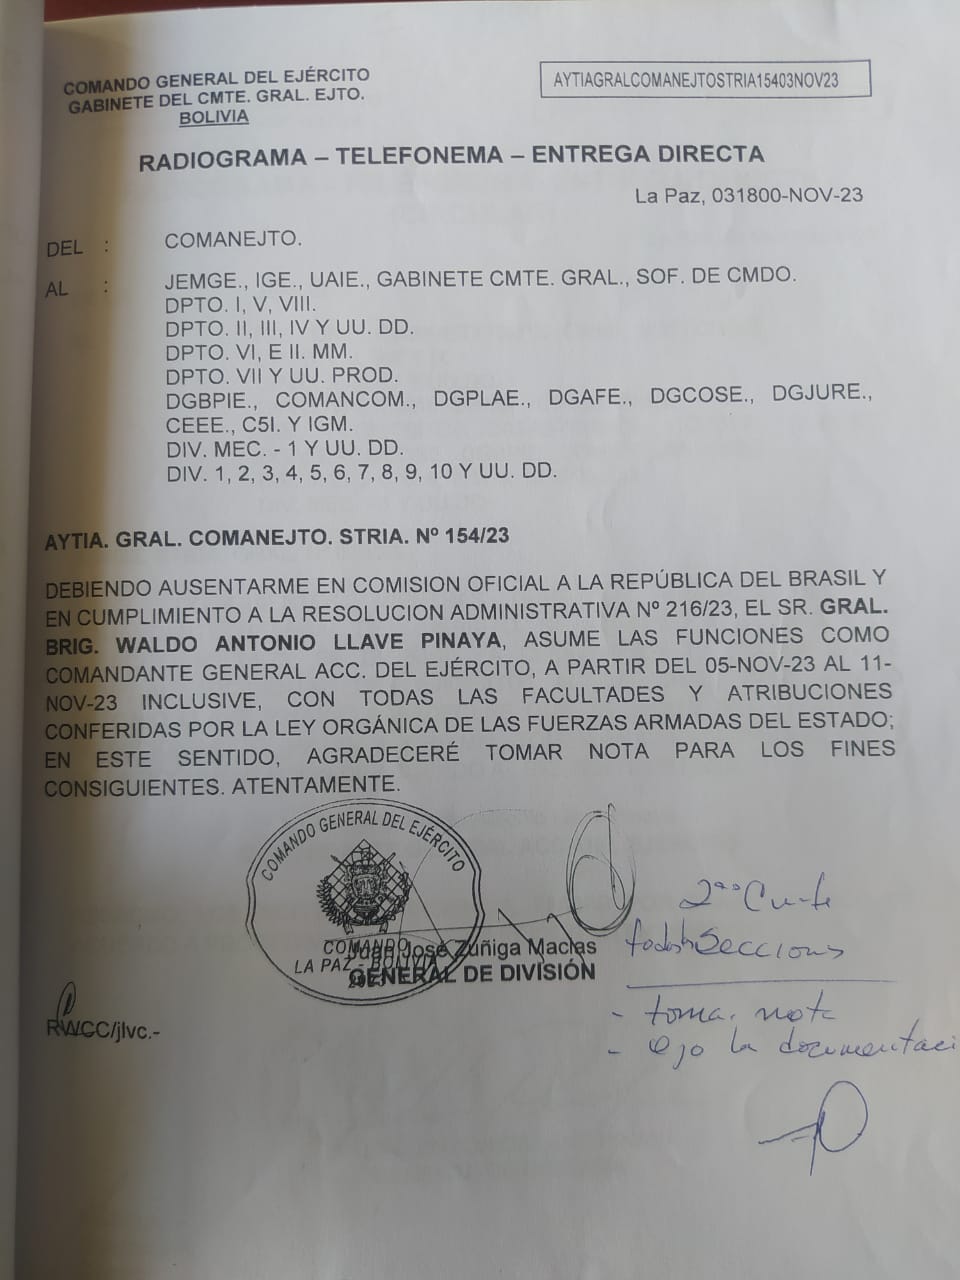 COMANDO GENERAL DEL EJÉRCITO
GABINETE DEL CMTE. GRAL. EJTO.
BOLIVIA
AYTIAGRALCOMANEJTOSTRIA15403NOV23
RADIOGRAMA – TELEFONEMA – ENTREGA DIRECTA
La Paz, 031800-NOV-23
DEL : COMANEJTO.
AL : JEMGE., IGE., UAIE., GABINETE CMTE. GRAL., SOF. DE CMDO.
DPTO. I, V, VIII.
DPTO. II, III, IV Y UU. DD.
DPTO. VI, E II. MM.
DPTO. VII Y UU. PROD.
DGBPIE., COMANCOM., DGPLAE., DGAFE., DGCOSE., DGJURE.,
CEEE., C5I. Y IGM.
DIV. MEC. - 1 Y UU. DD.
DIV. 1, 2, 3, 4, 5, 6, 7, 8, 9, 10 Y UU. DD.
AYTIA. GRAL. COMANEJTO. STRIA. Nº 154/23
DEBIENDO AUSENTARME EN COMISION OFICIAL A LA REPÚBLICA DEL BRASIL Y
EN CUMPLIMIENTO A LA RESOLUCION ADMINISTRATIVA Nº 216/23, EL SR. GRAL.
BRIG. WALDO ANTONIO LLAVE PINAYA, ASUME LAS FUNCIONES COMO
COMANDANTE GENERAL ACC. DEL EJÉRCITO, A PARTIR DEL 05-NOV-23 AL 11-
NOV-23 INCLUSIVE, CON TODAS LAS FACULTADES Y ATRIBUCIONES
CONFERIDAS POR LA LEY ORGÁNICA DE LAS FUERZAS ARMADAS DEL ESTADO;
EN ESTE SENTIDO, AGRADECERÉ TOMAR NOTA PARA LOS FINES
CONSIGUIENTES. ATENTAMENTE.
COMANDO GENERAL DEL EJÉRCITO
COMANDO
LA PAZ - BOLIVIA
Juan José Zúñiga Macias
GENERAL DE DIVISIÓN
Seccions
- toma. nota
- ejo la documentaci
RWCC/jlvc.-